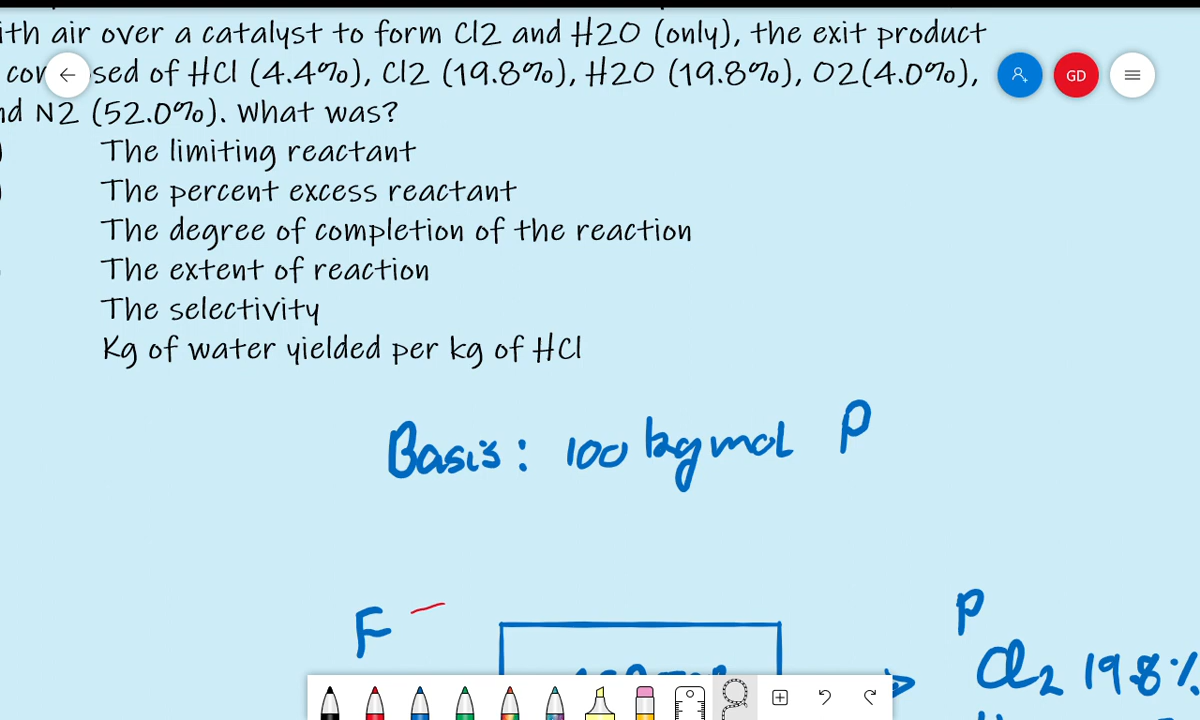 ith air over a catalyst to form Cl2 and H2O (only), the exit product
sed of HCl (4.4%), Cl2 (19.8%), H2O (19.8%), O2(4.0%),
nd N2 (52.0%). What was?
The limiting reactant
The percent excess reactant
The degree of completion of the reaction
The extent of reaction
The selectivity
Kg of water yielded per kg of HCl
GD
Basis: 100 kg mol P
F
P
Cl2 19.8%